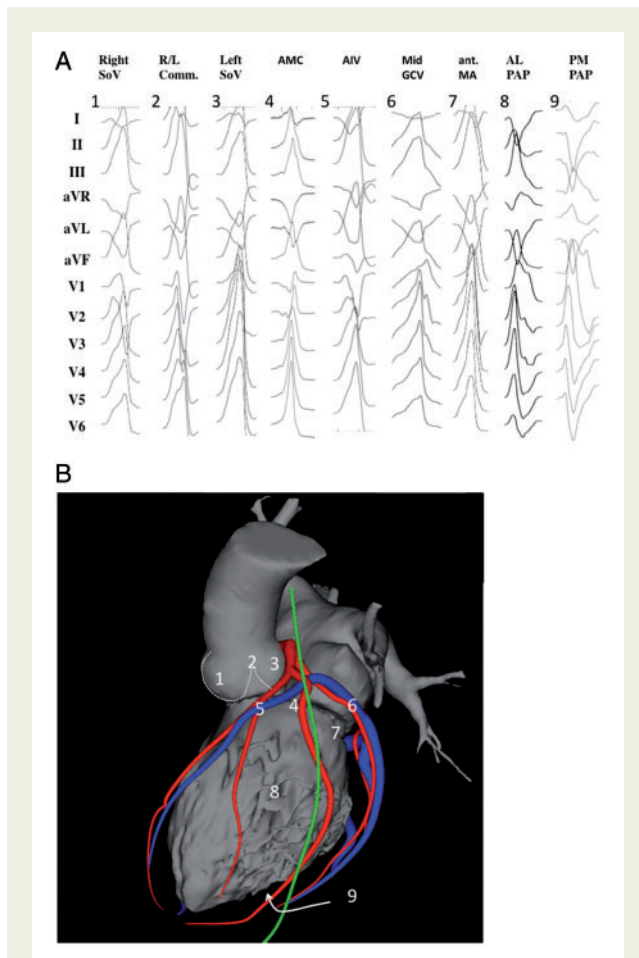 A
Right R/L Left AMC AIV Mid ant. AL PM
SoV Comm. SoV GCV MA PAP PAP
1 2 3 4 5 6 7 8 9
I
II
III
aVR
aVL
aVF
V1
V2
V3
V4
V5
V6
B
1 2 3
5 4 6
7
8
9